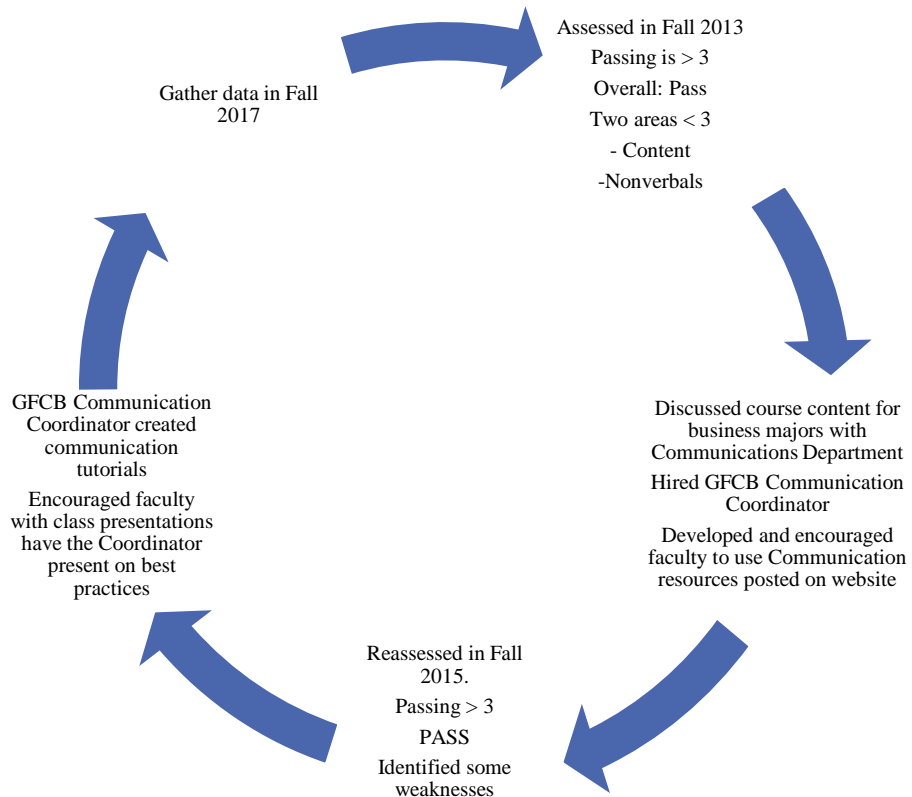 Assessed in Fall 2013
Passing is > 3
Overall: Pass
Two areas < 3
- Content
-Nonverbals
Discussed course content for
business majors with
Communications Department
Hired GFCB Communication
Coordinator
Developed and encouraged
faculty to use Communication
resources posted on website
Reassessed in Fall
2015.
Passing > 3
PASS
Identified some
weaknesses
GFCB Communication
Coordinator created
communication
tutorials
Encouraged faculty
with class presentations
have the Coordinator
present on best
practices
Gather data in Fall
2017